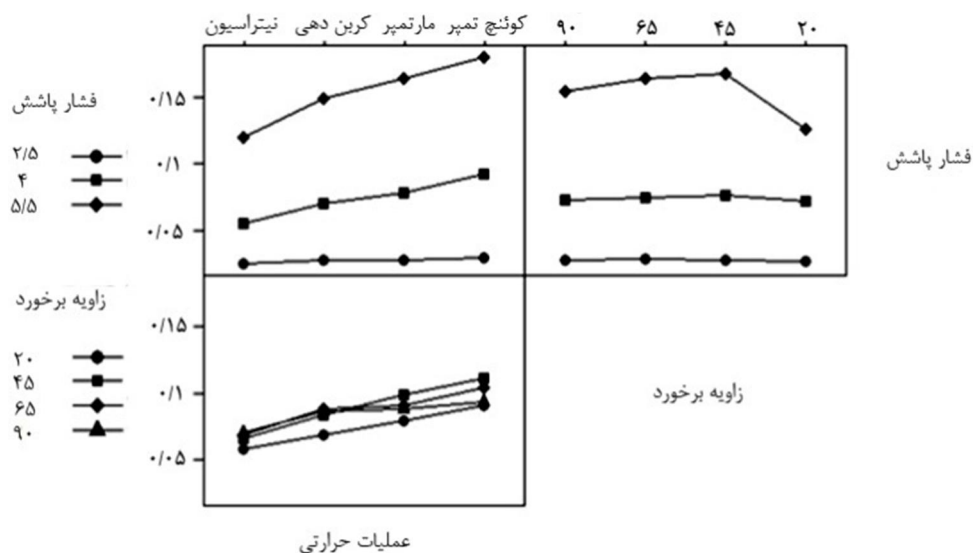 نیتراسیون کربن دهی مارتمپر کوئنچ تمپر
۹۰ ۶۵ ۴۵ ۲۰
فشار پاشش
۲/۵
۴
۵/۵
۰/۱۵
۰/۱
۰/۰۵
فشار پاشش
زاویه برخورد
۲۰
۴۵
۶۵
۹۰
۰/۱۵
۰/۱
۰/۰۵
زاویه برخورد
عملیات حرارتی